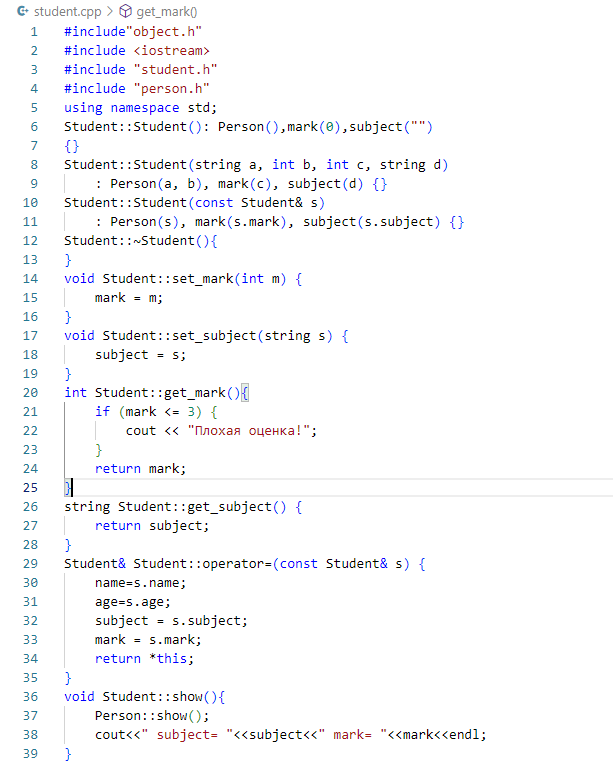 student.cpp > get_mark()
1 #include"object.h"
2 #include <iostream>
3 #include "student.h"
4 #include "person.h"
5 using namespace std;
6 Student::Student(): Person(),mark(0),subject("")
7 {}
8 Student::Student(string a, int b, int c, string d)
9     : Person(a, b), mark(c), subject(d) {}
10 Student::Student(const Student& s)
11     : Person(s), mark(s.mark), subject(s.subject) {}
12 Student::~Student(){
13 }
14 void Student::set_mark(int m) {
15     mark = m;
16 }
17 void Student::set_subject(string s) {
18     subject = s;
19 }
20 int Student::get_mark(){
21     if (mark <= 3) {
22         cout << "Плохая оценка!";
23     }
24     return mark;
25 }
26 string Student::get_subject() {
27     return subject;
28 }
29 Student& Student::operator=(const Student& s) {
30     name=s.name;
31     age=s.age;
32     subject = s.subject;
33     mark = s.mark;
34     return *this;
35 }
36 void Student::show(){
37     Person::show();
38     cout<<" subject= "<<subject<<" mark= "<<mark<<endl;
39 }